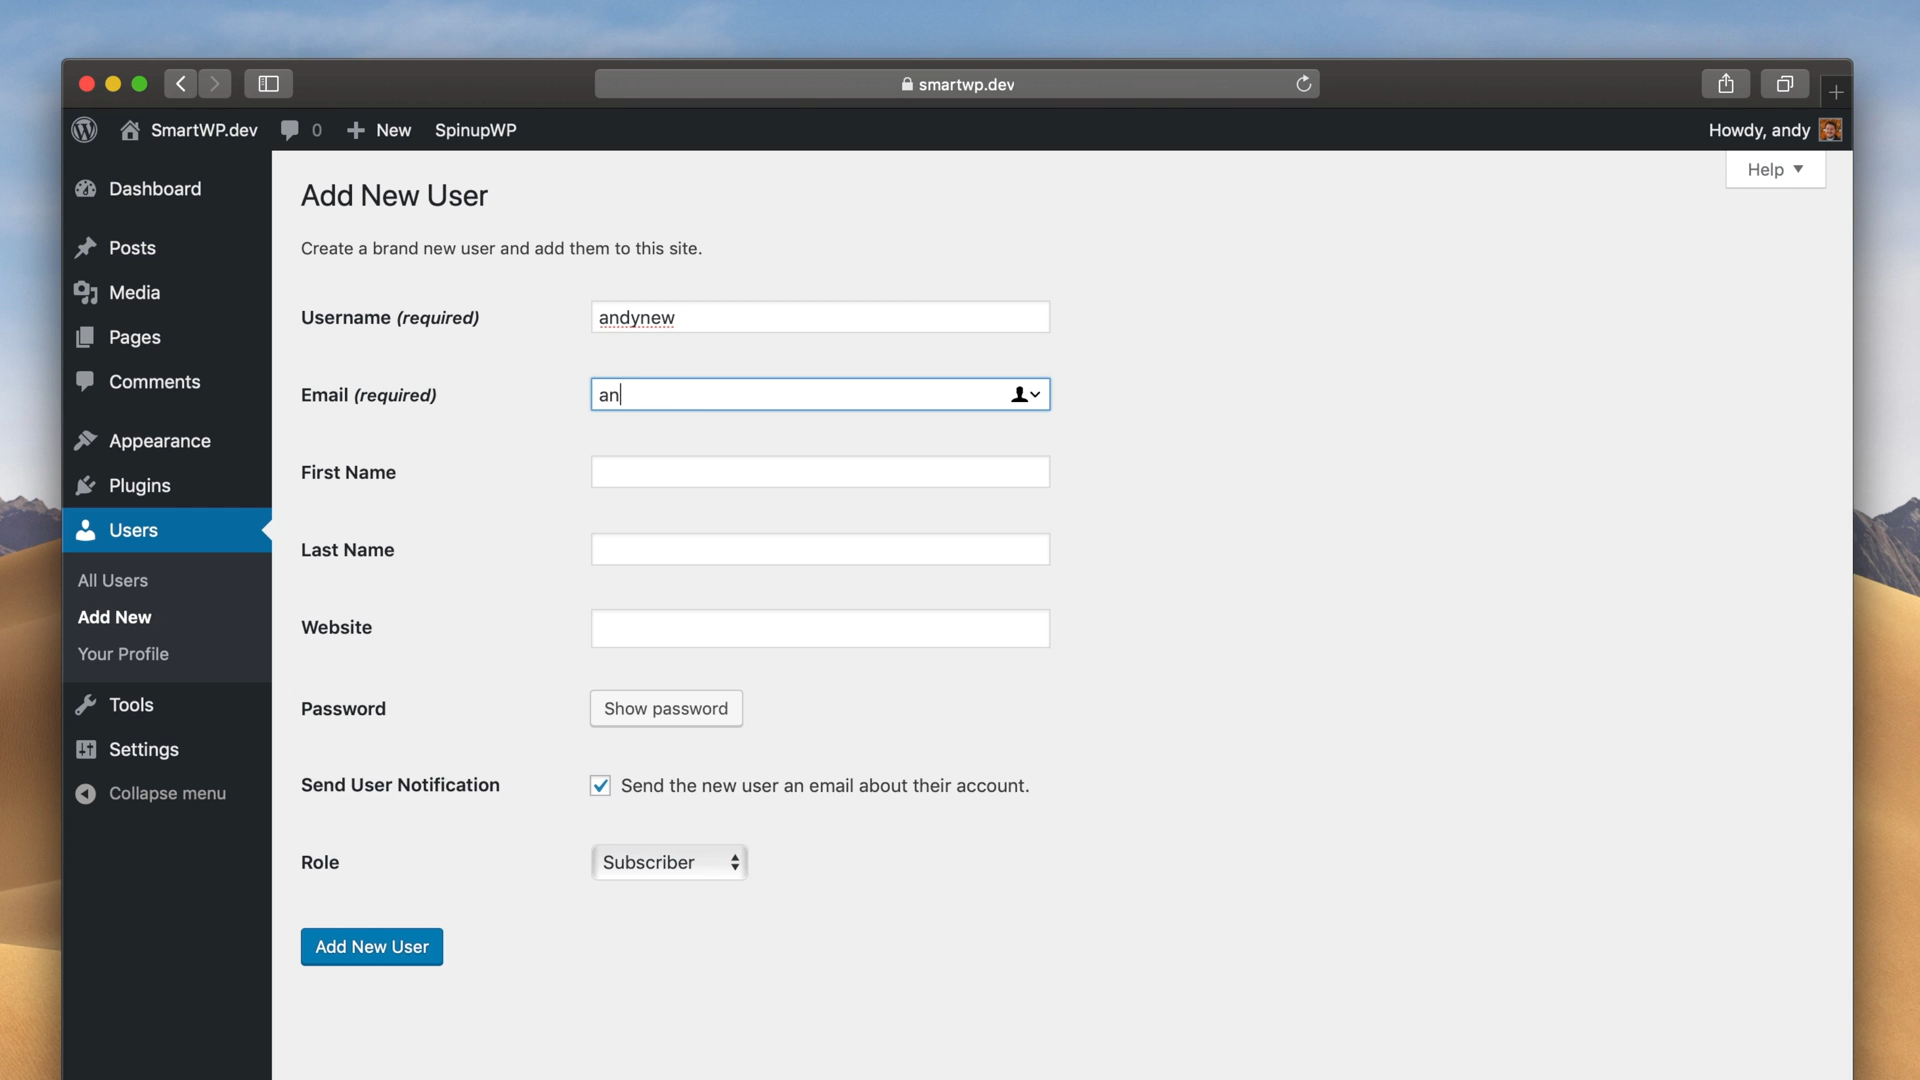 smartwp.dev
SmartWP.dev 0 New SpinupWP Howdy, andy
Help
Dashboard
Posts
Media
Pages
Comments
Appearance
Plugins
Users
All Users
Add New
Your Profile
Tools
Settings
Collapse menu
Add New User
Create a brand new user and add them to this site.
Username (required) andynew
Email (required) an
First Name
Last Name
Website
Password Show password
Send User Notification Send the new user an email about their account.
Role Subscriber
Add New User